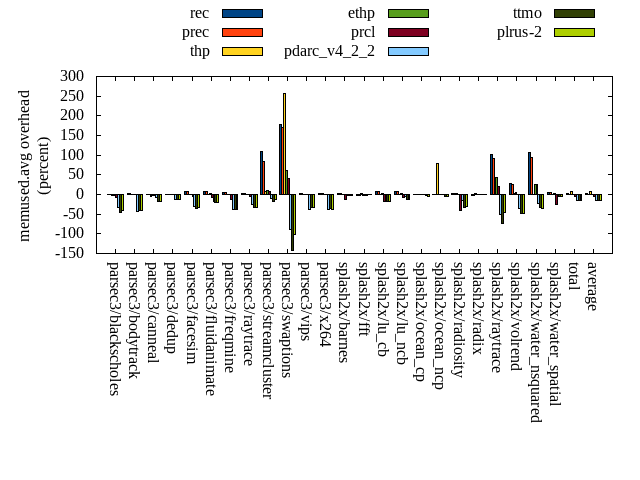 rec ethp ttmo
prec prcl plrus-2
thp pdarc_v4_2_2
memused.avg overhead
(percent)
300
250
200
150
100
50
0
-50
-100
-150
parsec3/blackscholes
parsec3/bodytrack
parsec3/canneal
parsec3/dedup
parsec3/facesim
parsec3/fluidanimate
parsec3/freqmine
parsec3/raytrace
parsec3/streamcluster
parsec3/swaptions
parsec3/vips
parsec3/x264
splash2x/barnes
splash2x/fft
splash2x/lu_cb
splash2x/lu_ncb
splash2x/ocean_cp
splash2x/ocean_ncp
splash2x/radiosity
splash2x/radix
splash2x/raytrace
splash2x/volrend
splash2x/water_nsquared
splash2x/water_spatial
total
average